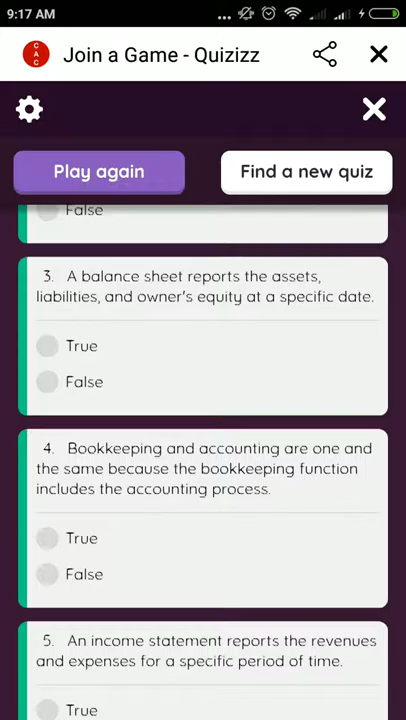 9:17 AM
...
C
A
C
Join a Game - Quizizz
Play again
Find a new quiz
False
3. A balance sheet reports the assets,
liabilities, and owner's equity at a specific date.
True
False
4. Bookkeeping and accounting are one and
the same because the bookkeeping function
includes the accounting process.
True
False
5. An income statement reports the revenues
and expenses for a specific period of time.
True